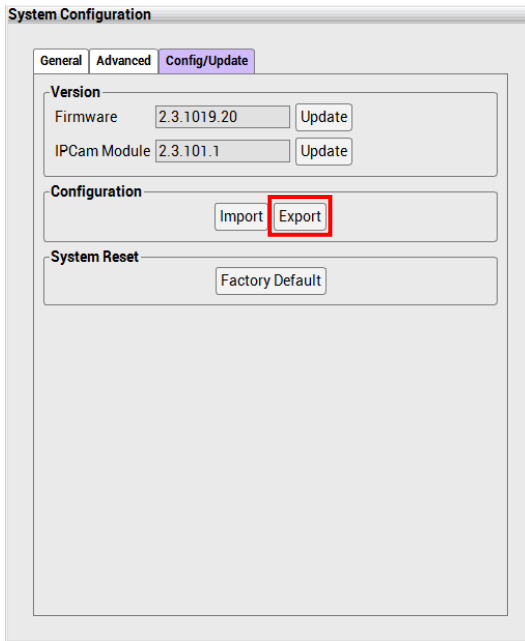 System Configuration
General Advanced Config/Update
Version
Firmware 2.3.1019.20 Update
IPCam Module 2.3.101.1 Update
Configuration
Import Export
System Reset
Factory Default